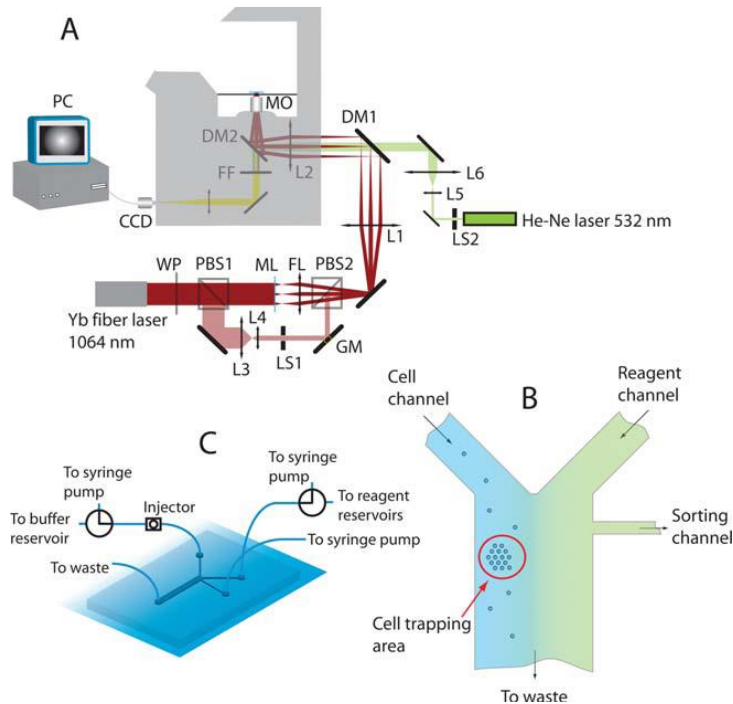 A
PC
MO
DM1
DM2
FF
L2
L6
L5
CCD
LS2
He-Ne laser 532 nm
L1
WP
PBS1
ML
FL
PBS2
Yb fiber laser
1064 nm
L4
L3
LS1
GM
B
Cell
channel
Reagent
channel
Sorting
channel
Cell trapping
area
To waste
C
To syringe
pump
Injector
To syringe
pump
To buffer
reservoir
To reagent
reservoirs
To syringe pump
To waste